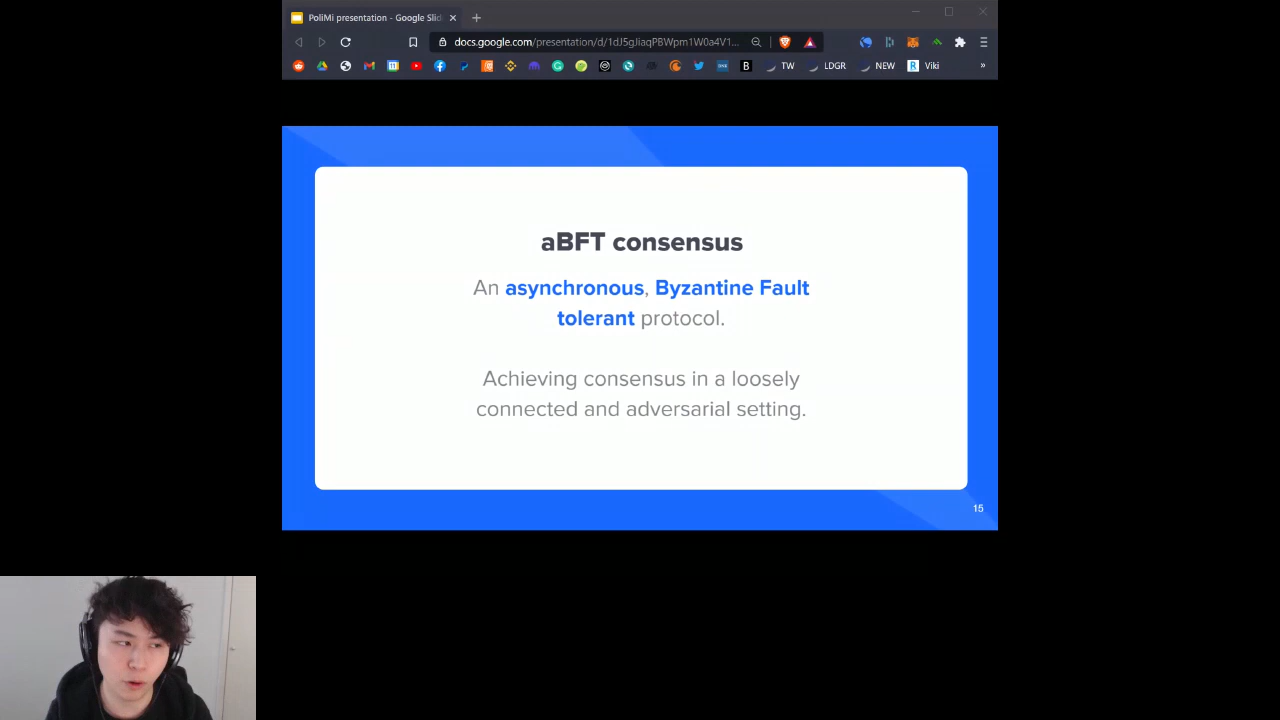 PoliMi presentation - Google Slid
docs.google.com/presentation/d/1dJ5gJiaqPBWpm1W0a4V1...
TW
LDGR
NEW
Viki
aBFT consensus
An asynchronous, Byzantine Fault
tolerant protocol.
Achieving consensus in a loosely
connected and adversarial setting.
15